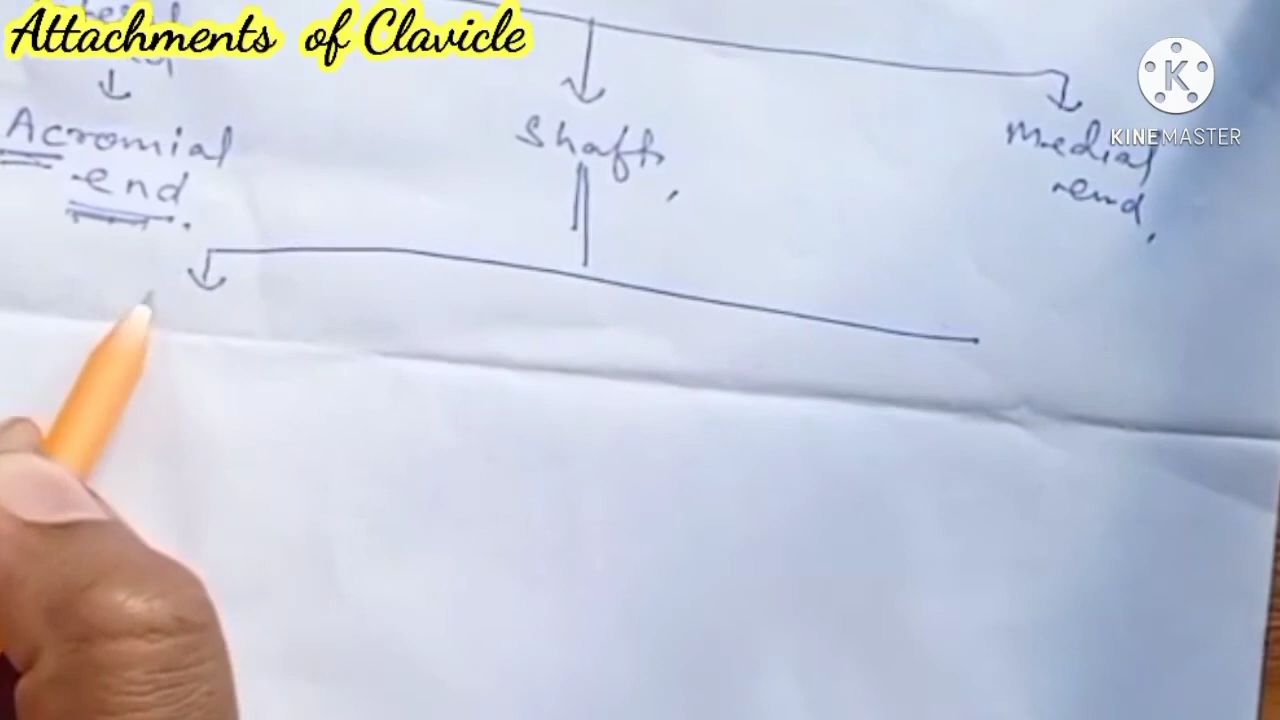 Attachments of Clavicle
KINEMASTER
Acromial
end.
Shaft,
Medial
end,